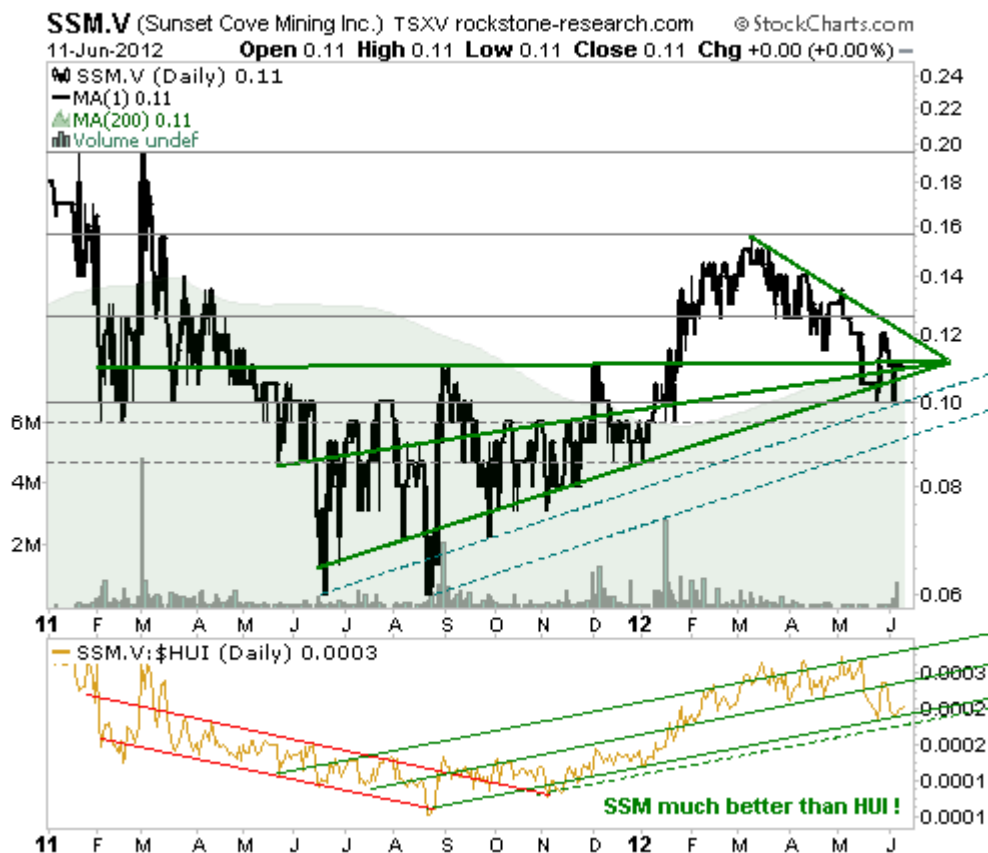 SSM.V (Sunset Cove Mining Inc.) TSXV rockstone-research.com © StockCharts.com
11-Jun-2012 Open 0.11 High 0.11 Low 0.11 Close 0.11 Chg +0.00 (+0.00%)
SSM.V (Daily) 0.11
MA(1) 0.11
MA(200) 0.11
Volume undef
0.24
0.22
0.20
0.18
0.16
0.14
0.12
0.10
0.08
0.06
6M
4M
2M
11 F M A M J J A S O N D 12 F M A M J
SSM.V:$HUI (Daily) 0.0003
0.0003
0.0002
0.0002
0.0001
0.0001
SSM much better than HUI !
11 F M A M J J A S O N D 12 F M A M J